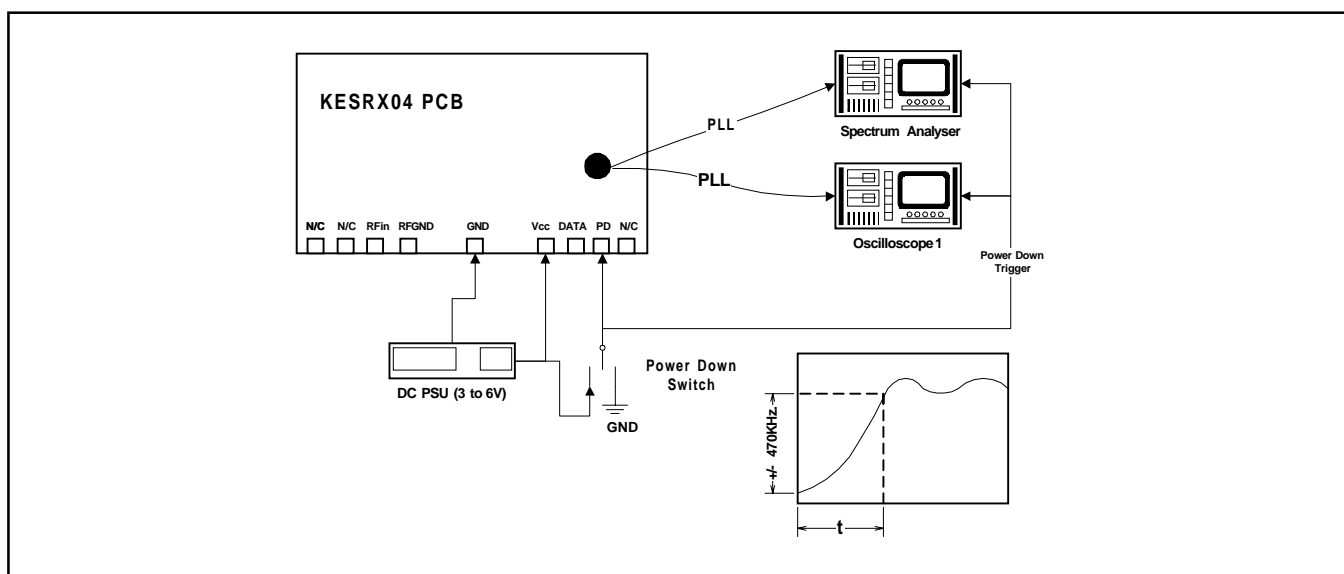 KESRX04 PCB
PLL
Spectrum Analyser
PLL
Oscilloscope 1
N/C
N/C
RFin
RFGND
GND
Vcc
DATA
PD
N/C
Power Down
Trigger
DC PSU (3 to 6V)
Power Down
Switch
GND
+/- 470KHz.
t